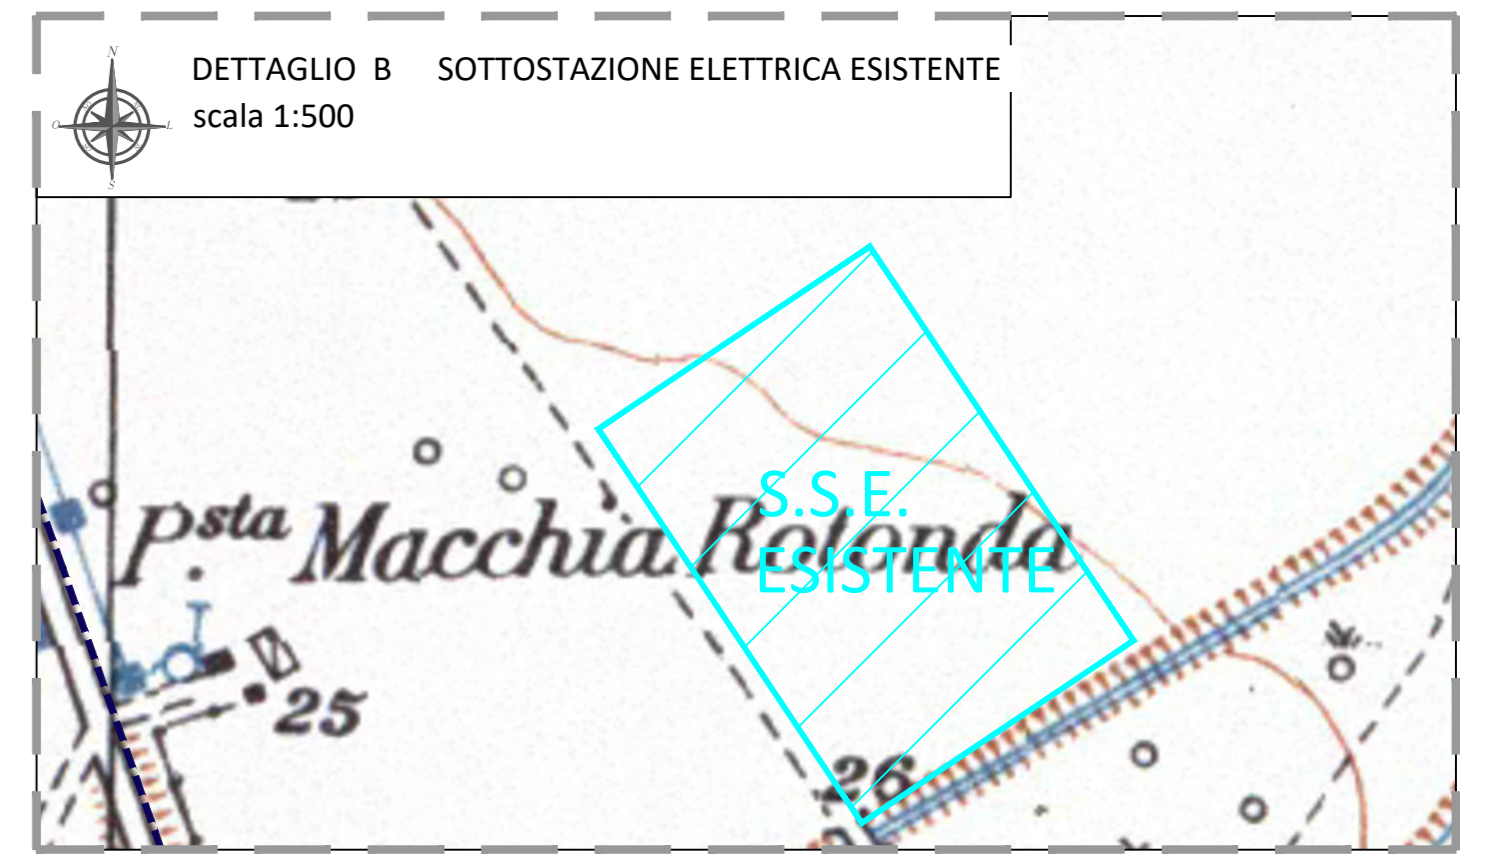 N
DETTAGLIO B SOTTOSTAZIONE ELETTRICA ESISTENTE
scala 1:500
O L
S
S.S.E.
ESISTENTE
Psta Macchia Rotonda
25
26